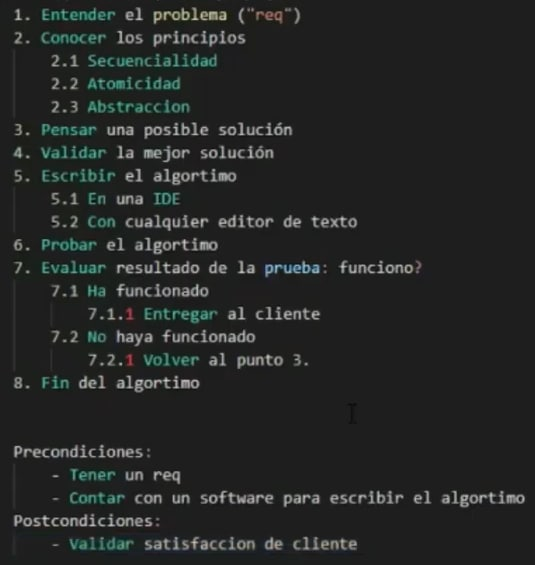 1. Entender el problema ("req")
2. Conocer los principios
2.1 Secuencialidad
2.2 Atomicidad
2.3 Abstraccion
3. Pensar una posible solución
4. Validar la mejor solución
5. Escribir el algortimo
5.1 En una IDE
5.2 Con cualquier editor de texto
6. Probar el algortimo
7. Evaluar resultado de la prueba: funciono?
7.1 Ha funcionado
7.1.1 Entregar al cliente
7.2 No haya funcionado
7.2.1 Volver al punto 3.
8. Fin del algortimo
Precondiciones:
- Tener un req
- Contar con un software para escribir el algortimo
Postcondiciones:
- Validar satisfaccion de cliente